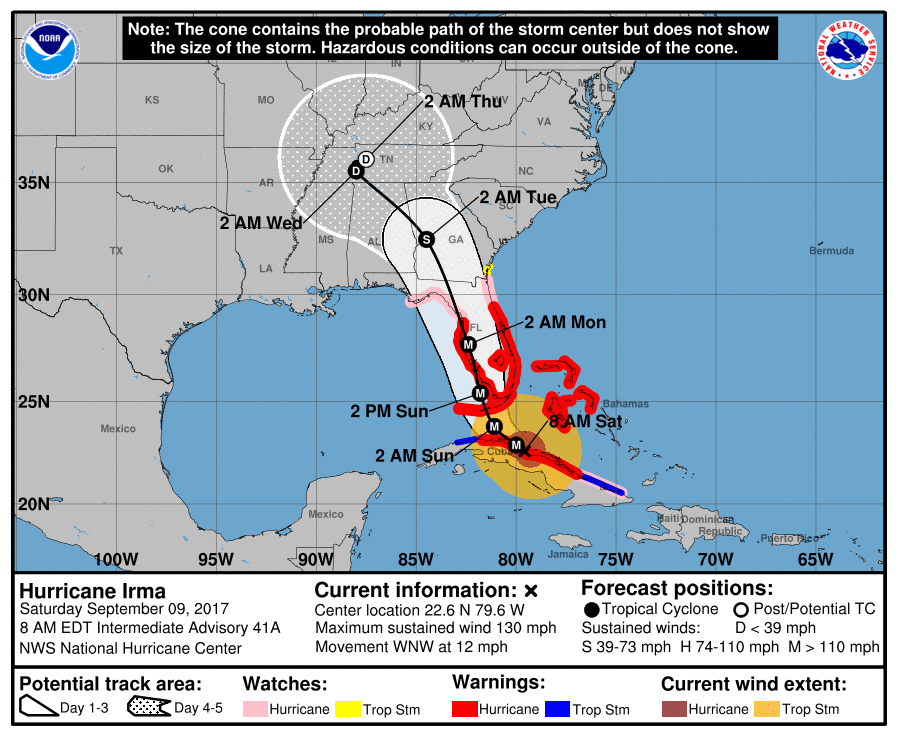 Note: The cone contains the probable path of the storm center but does not show
the size of the storm. Hazardous conditions can occur outside of the cone.
NOAA
NATIONAL WEATHER SERVICE
IN
NJ
DE
KS
MO
2 AM Thu
KY
VA
OK
TN
NC
35N
AR
SC
2 AM Wed
2 AM Tue
MS
AL
GA
TX
LA
Bermuda
30N
FL
2 AM Mon
25N
2 PM Sun
Bahamas
8 AM Sat
Mexico
2 AM Sun
Cuba
20N
Mexico
Haiti
Dominican
Republic
Puerto Rico
Jamaica
100W
95W
90W
85W
80W
75W
70W
65W
D
D
S
M
M
M
M
Hurricane Irma
Saturday September 09, 2017
8 AM EDT Intermediate Advisory 41A
NWS National Hurricane Center
Current information: x
Center location 22.6 N 79.6 W
Maximum sustained wind 130 mph
Movement WNW at 12 mph
Forecast positions:
Tropical Cyclone Post/Potential TC
Sustained winds: D < 39 mph
S 39-73 mph H 74-110 mph M > 110 mph
Potential track area:
Day 1-3 Day 4-5
Watches:
Hurricane Trop Stm
Warnings:
Hurricane Trop Stm
Current wind extent:
Hurricane Trop Stm